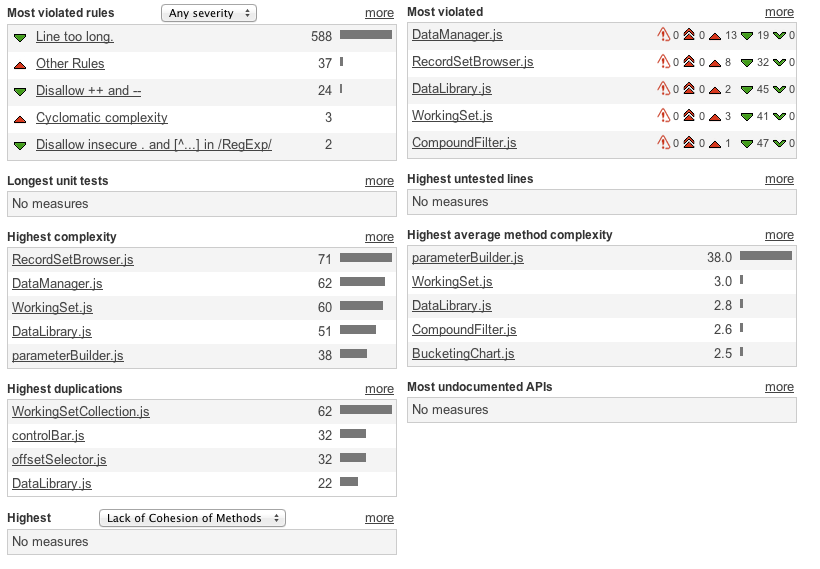 Most violated rules Any severity more
Line too long. 588
Other Rules 37
Disallow ++ and -- 24
Cyclomatic complexity 3
Disallow insecure . and [^...] in /RegExp/ 2
Longest unit tests more
No measures
Highest complexity more
RecordSetBrowser.js 71
DataManager.js 62
WorkingSet.js 60
DataLibrary.js 51
parameterBuilder.js 38
Highest duplications more
WorkingSetCollection.js 62
controlBar.js 32
offsetSelector.js 32
DataLibrary.js 22
Highest Lack of Cohesion of Methods more
No measures
Most violated more
DataManager.js 0 0 13 19 0
RecordSetBrowser.js 0 0 8 32 0
DataLibrary.js 0 0 2 45 0
WorkingSet.js 0 0 3 41 0
CompoundFilter.js 0 0 1 47 0
Highest untested lines more
No measures
Highest average method complexity more
parameterBuilder.js 38.0
WorkingSet.js 3.0
DataLibrary.js 2.8
CompoundFilter.js 2.6
BucketingChart.js 2.5
Most undocumented APIs more
No measures